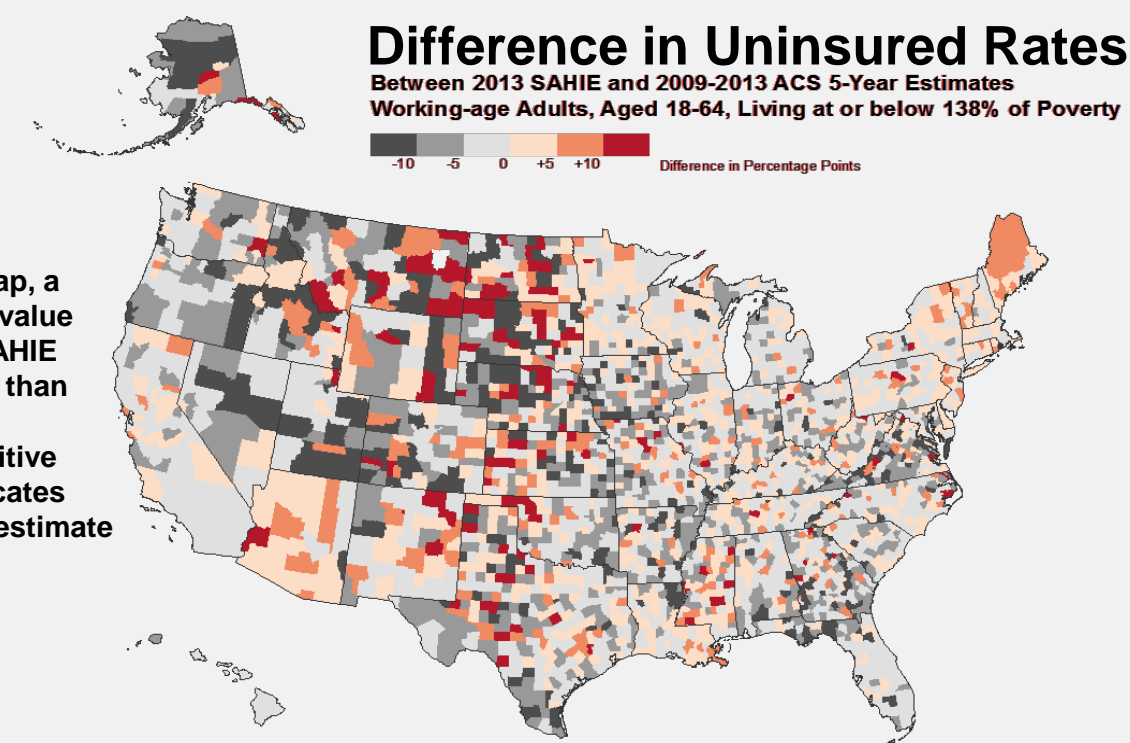 Difference in Uninsured Rates
Between 2013 SAHIE and 2009-2013 ACS 5-Year Estimates
Working-age Adults, Aged 18-64, Living at or below 138% of Poverty
-10 -5 0 +5 +10
Difference in Percentage Points
ap, a
value
AHIE
than
itive
cates
estimate